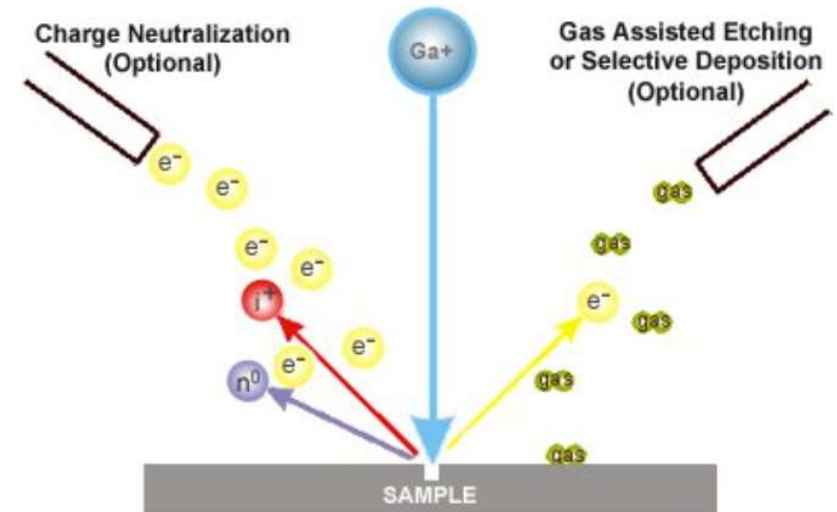 Charge Neutralization
(Optional)
Ga+
Gas Assisted Etching
or Selective Deposition
(Optional)
e⁻
e⁻
e⁻
e⁻
i⁺
e⁻
e⁻
n⁰
gas
gas
e⁻
gas
gas
gas
SAMPLE